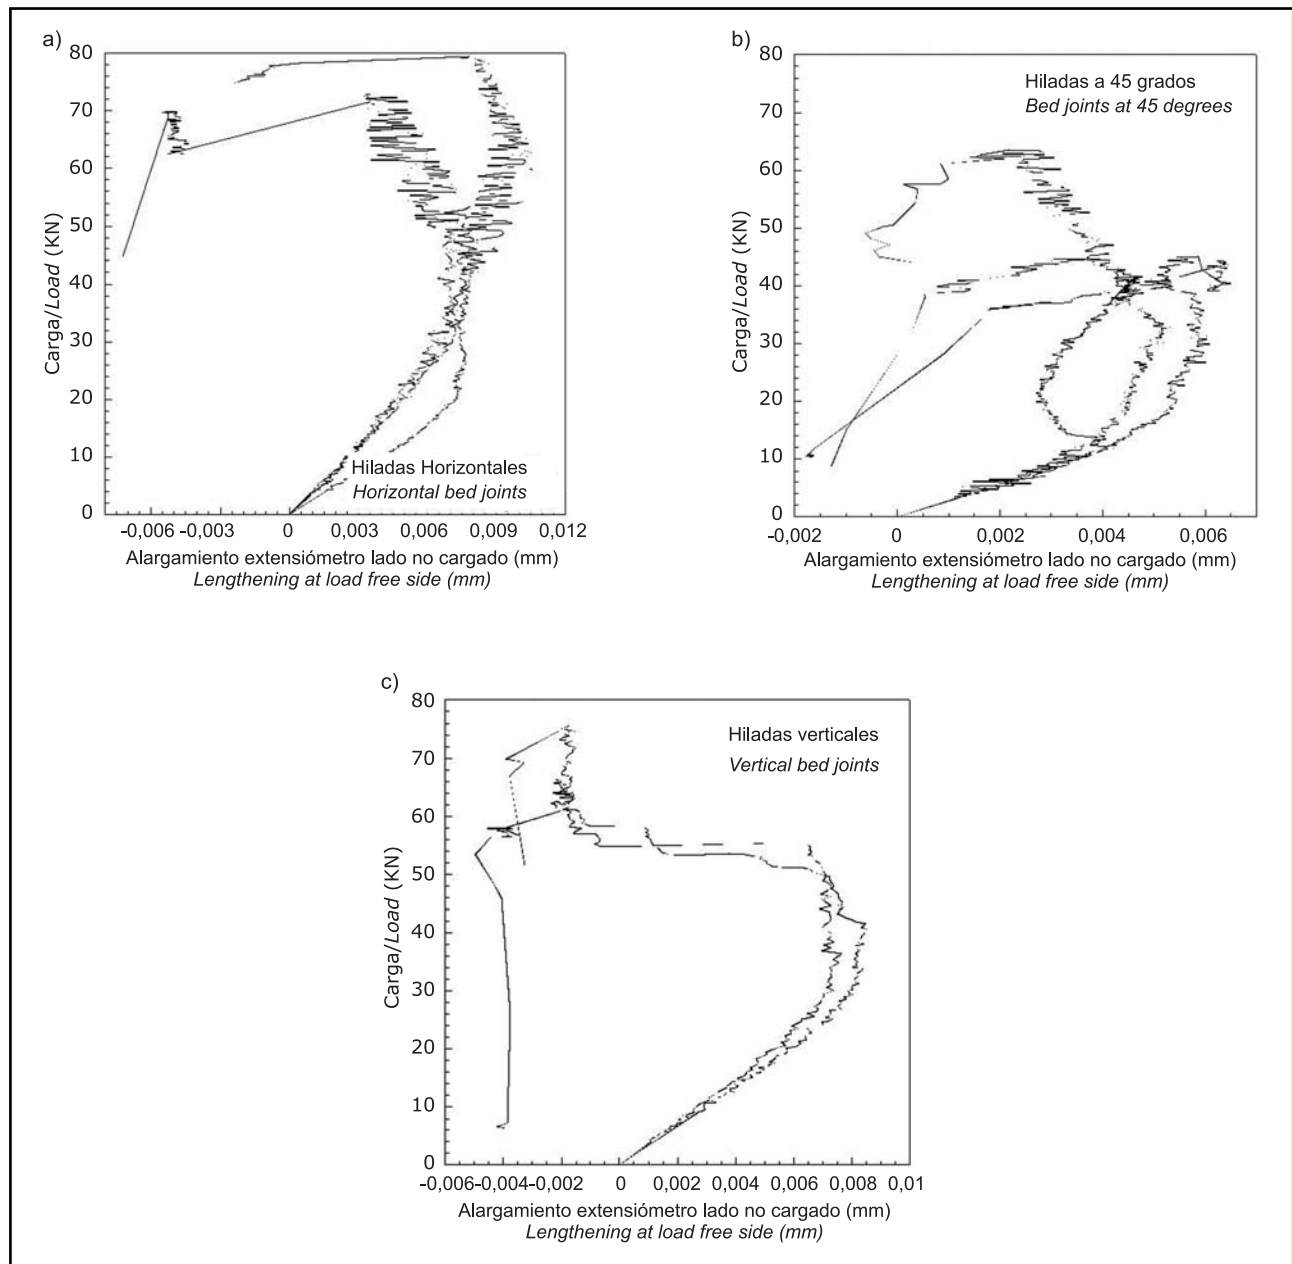 a)
80
70
60
50
40
30
20
10
0
Carga/Load (KN)
Hiladas Horizontales
Horizontal bed joints
-0,006 -0,003 0 0,003 0,006 0,009 0,012
Alargamiento extensiómetro lado no cargado (mm)
Lengthening at load free side (mm)
b)
80
70
60
50
40
30
20
10
0
Carga/Load (KN)
Hiladas a 45 grados
Bed joints at 45 degrees
-0,002 0 0,002 0,004 0,006
Alargamiento extensiómetro lado no cargado (mm)
Lengthening at load free side (mm)
c)
80
70
60
50
40
30
20
10
0
Carga/Load (KN)
Hiladas verticales
Vertical bed joints
-0,006 -0,004 -0,002 0 0,002 0,004 0,006 0,008 0,01
Alargamiento extensiómetro lado no cargado (mm)
Lengthening at load free side (mm)